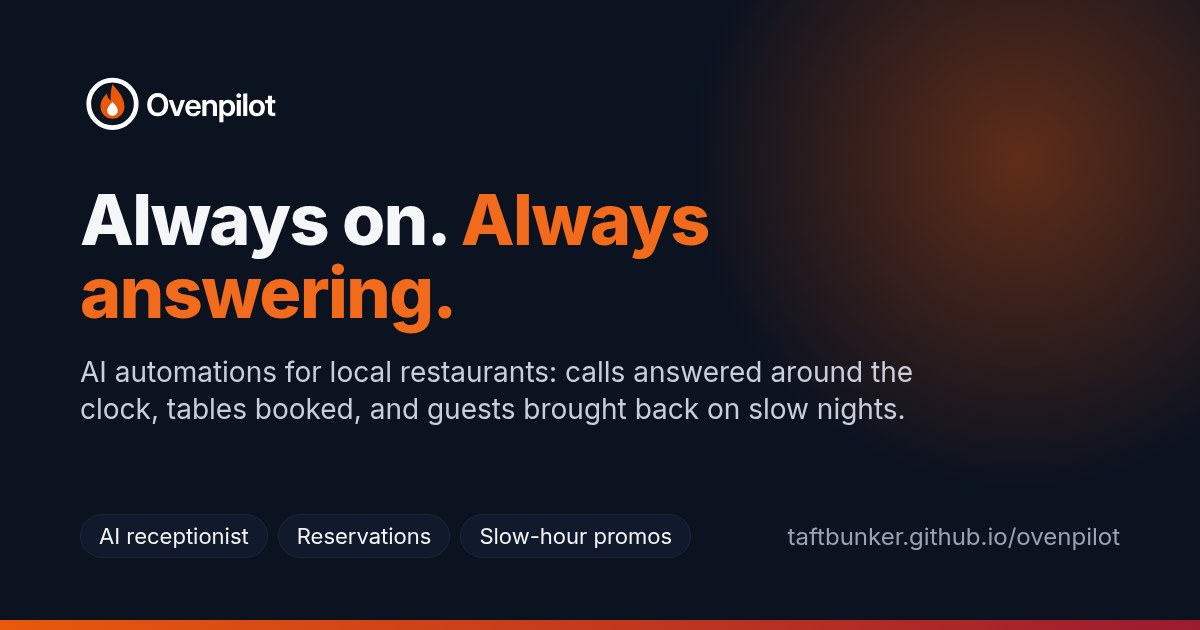 Ovenpilot
Always on. Always
answering.
AI automations for local restaurants: calls answered around the
clock, tables booked, and guests brought back on slow nights.
AI receptionist
Reservations
Slow-hour promos
taftbunker.github.io/ovenpilot